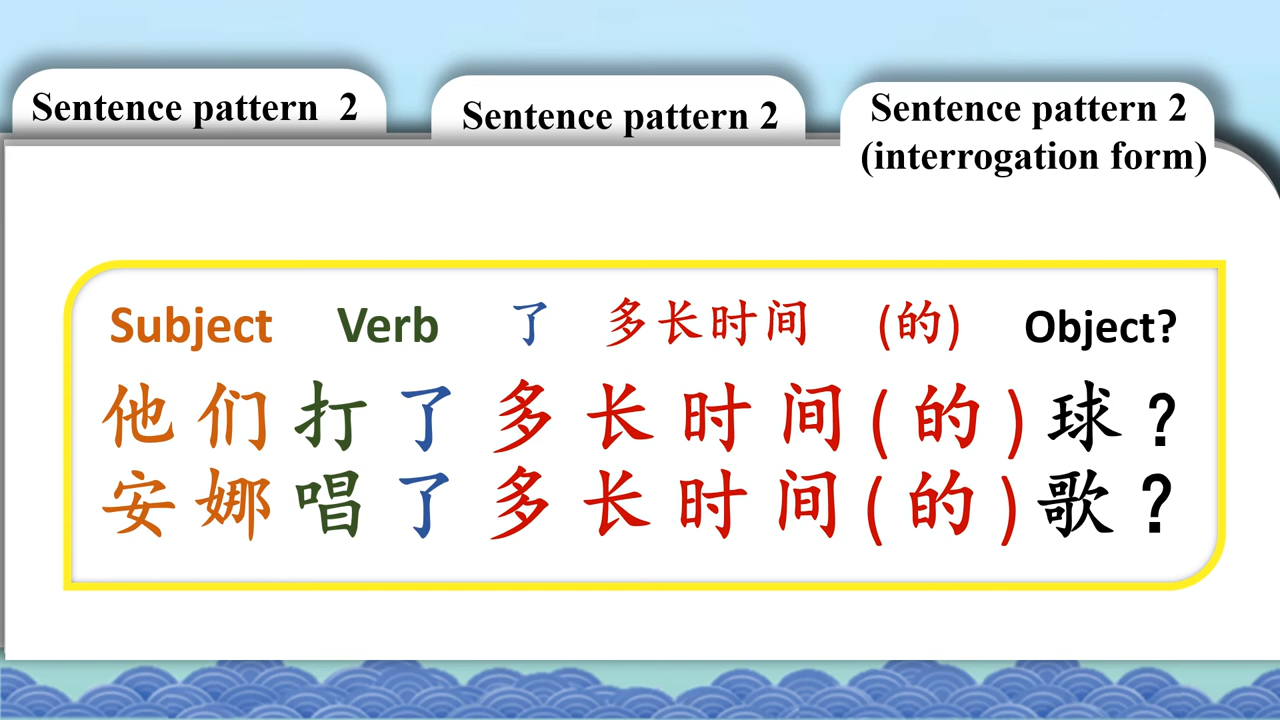 Sentence pattern 2
Sentence pattern 2
Sentence pattern 2
(interrogation form)
Subject Verb 了 多长时间 (的) Object?
他们打了多长时间(的)球?
安娜唱了多长时间(的)歌?